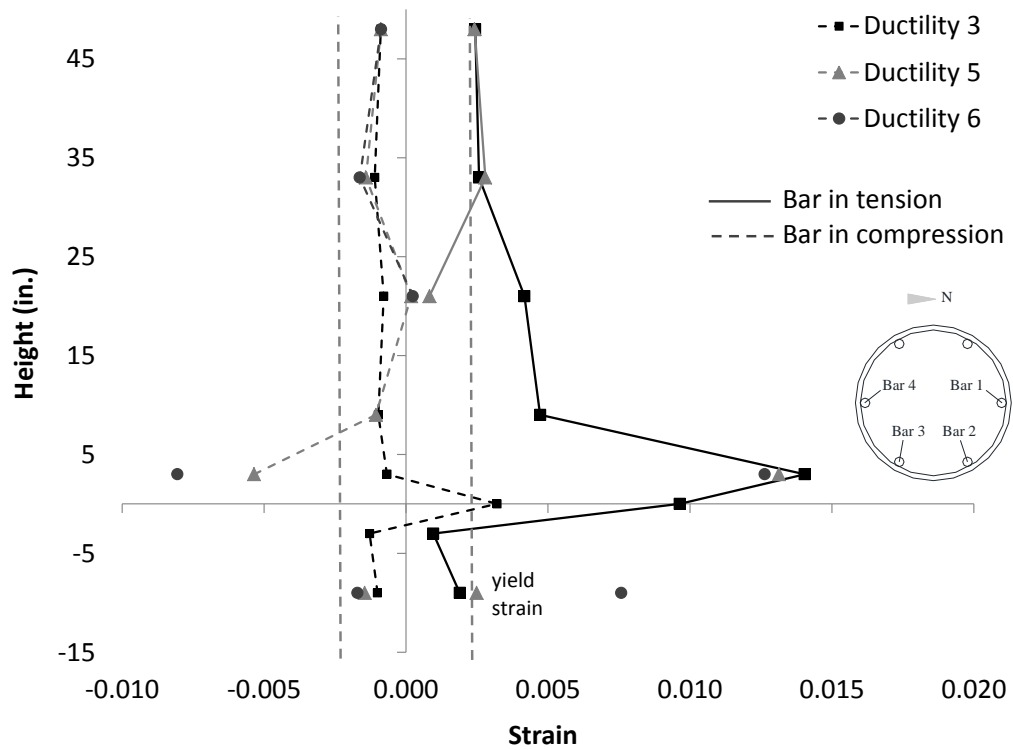 45
35
25
15
5
-5
-15
Height (in.)
-0.010
-0.005
0.000
0.005
0.010
0.015
0.020
Strain
Ductility 3
Ductility 5
Ductility 6
Bar in tension
Bar in compression
N
Bar 4
Bar 1
Bar 3
Bar 2
yield
strain